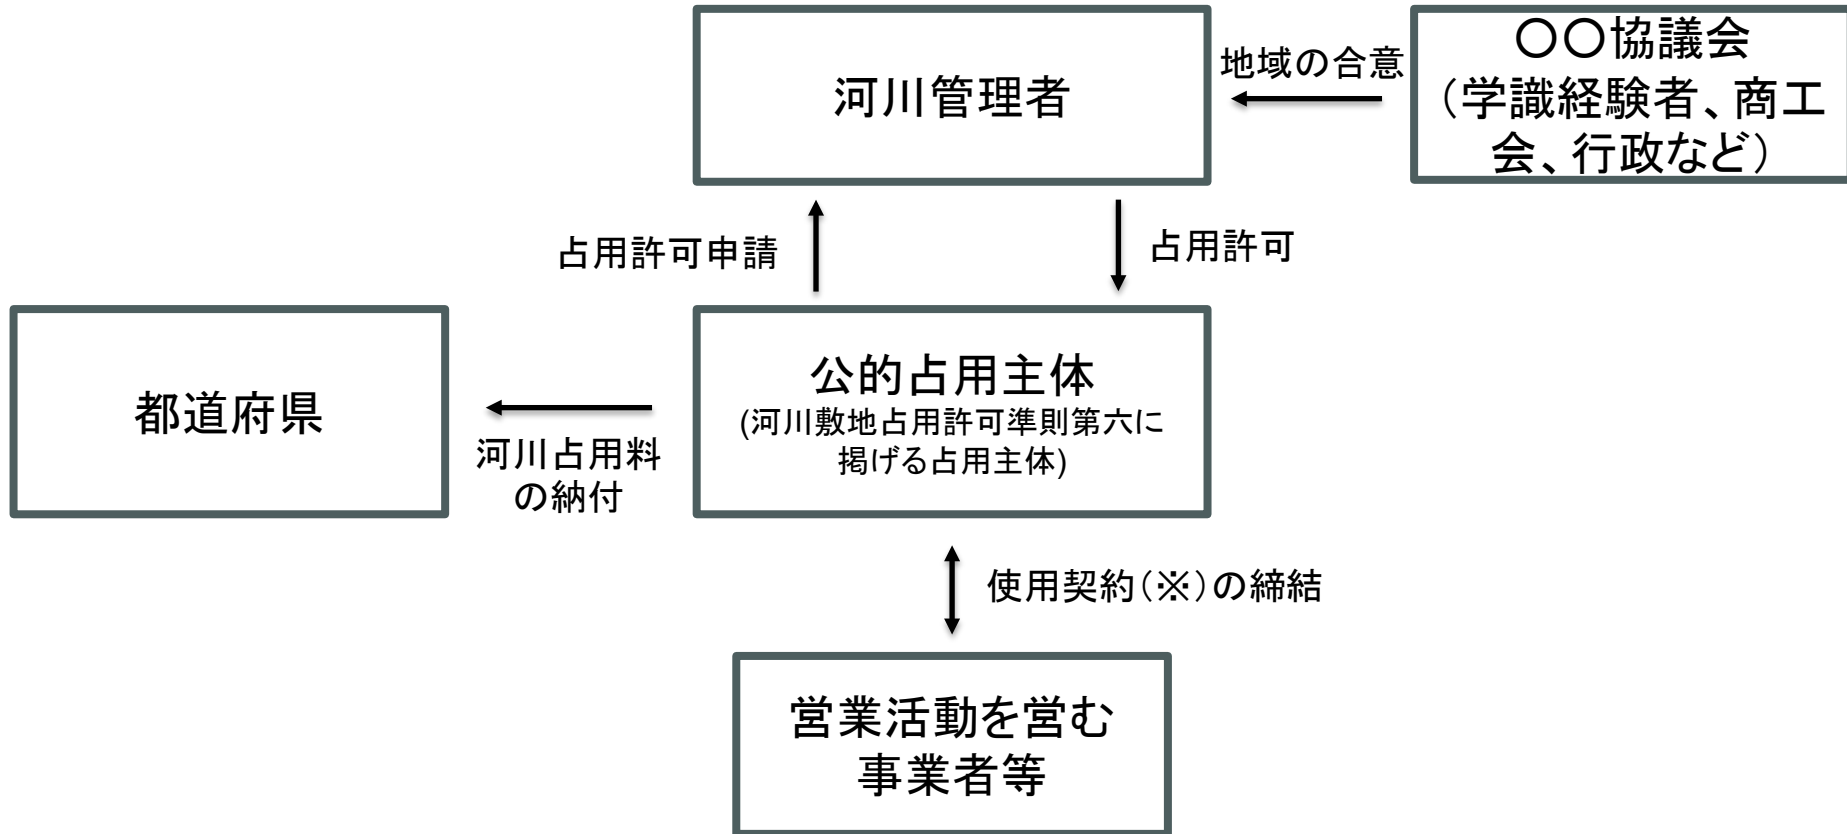 河川管理者
地域の合意
〇〇協議会
（学識経験者、商工
会、行政など）
占用許可申請
占用許可
都道府県
河川占用料
の納付
公的占用主体
(河川敷地占用許可準則第六に
掲げる占用主体)
使用契約（※）の締結
営業活動を営む
事業者等